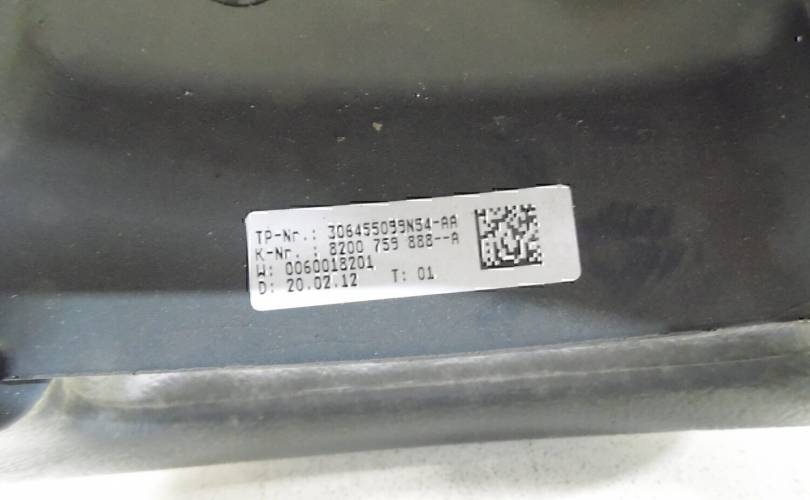 TP-Nr.: 306455099N54-AA
K-Nr. : 8200 759 888--A
W: 0060018201
D: 20.02.12 T: 01